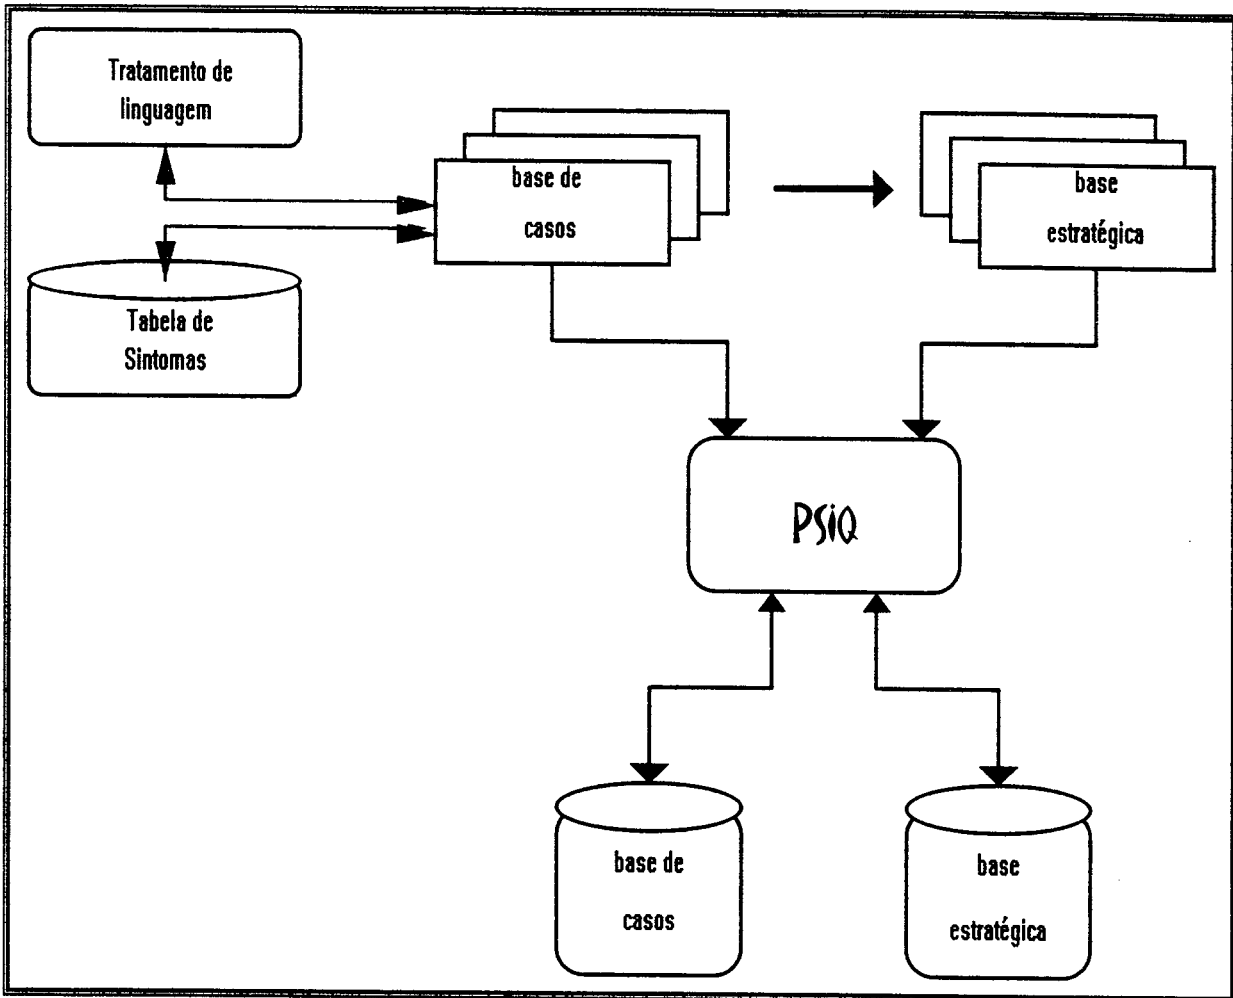 Tratamento de
linguagem
base de
casos
base
estratégica
Tabela de
Sintomas
PSiQ
base de
casos
base
estratégica